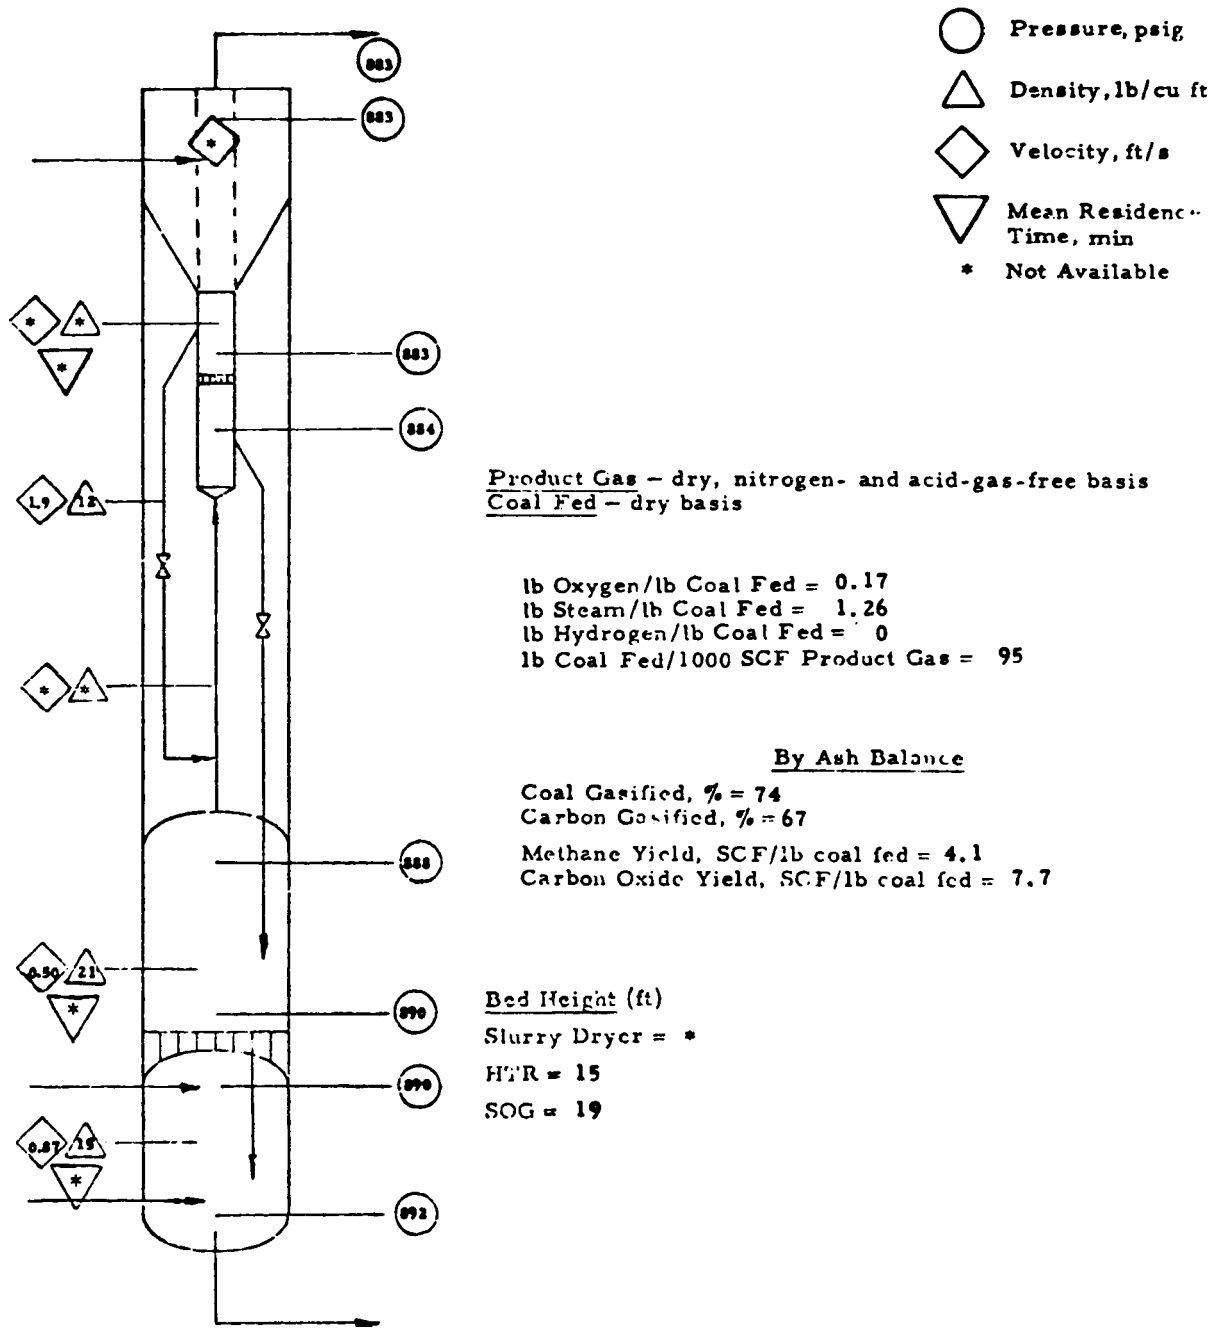 Pressure, psig
883
Density, lb/cu ft
883
*
Velocity, ft/s
Mean Residence
Time, min
* Not Available
* *
883
*
884
Product Gas — dry, nitrogen- and acid-gas-free basis
Coal Fed — dry basis
1.9 12
lb Oxygen/lb Coal Fed = 0.17
lb Steam/lb Coal Fed = 1.26
lb Hydrogen/lb Coal Fed = 0
lb Coal Fed/1000 SCF Product Gas = 95
* *
By Ash Balance
Coal Gasified, % = 74
Carbon Gasified, % = 67
Methane Yield, SCF/lb coal fed = 4.1
Carbon Oxide Yield, SCF/lb coal fed = 7.7
888
0.50 21
*
890
Bed Height (ft)
Slurry Dryer = *
HTR = 15
SOG = 19
890
0.87 15
*
892